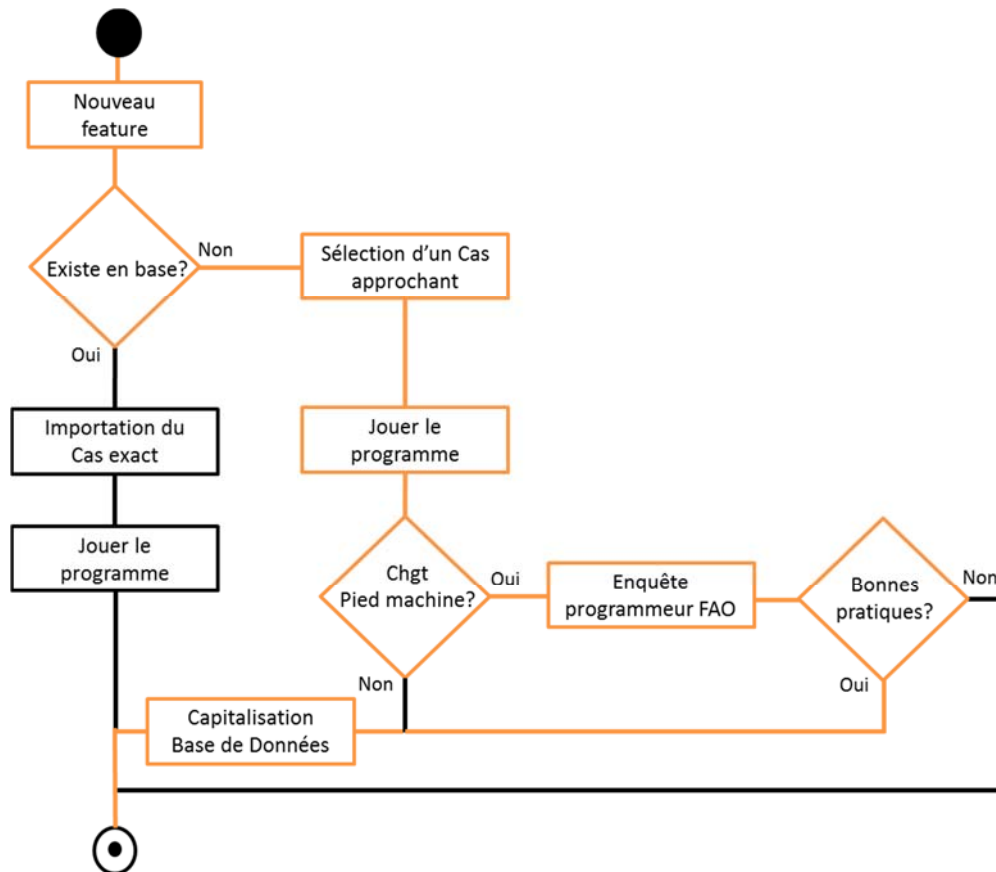 Nouveau
feature
Existe en base?
Non
Sélection d'un Cas
approchant
Oui
Importation du
Cas exact
Jouer le
programme
Jouer le
programme
Chgt
Pied machine?
Oui
Enquête
programmeur FAO
Bonnes
pratiques?
Non
Non
Oui
Capitalisation
Base de Données